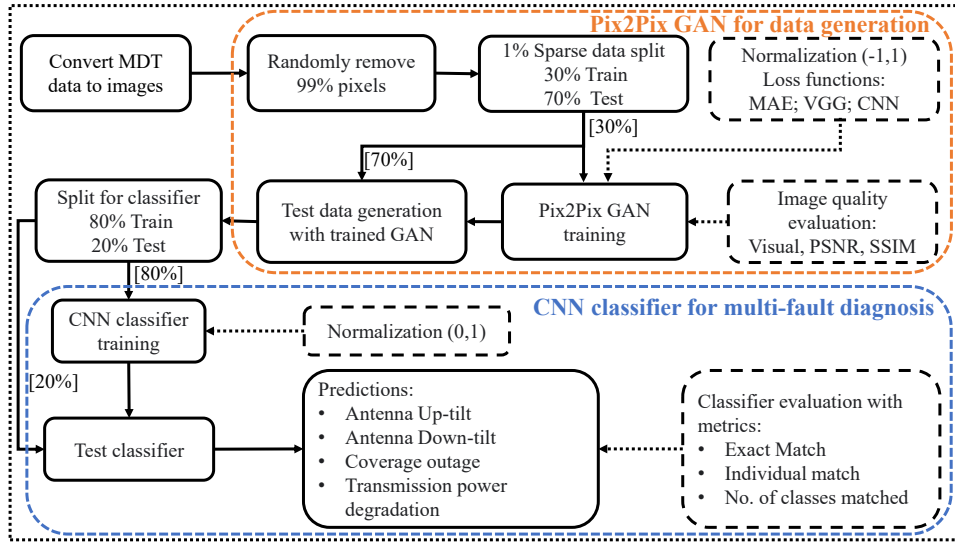 Pix2Pix GAN for data generation
Convert MDT
data to images
Randomly remove
99% pixels
1% Sparse data split
30% Train
70% Test
Normalization (-1,1)
Loss functions:
MAE; VGG; CNN
[30%]
[70%]
Split for classifier
80% Train
20% Test
Test data generation
with trained GAN
Pix2Pix GAN
training
Image quality
evaluation:
Visual, PSNR, SSIM
[80%]
CNN classifier for multi-fault diagnosis
CNN classifier
training
Normalization (0,1)
[20%]
Test classifier
Predictions:
• Antenna Up-tilt
• Antenna Down-tilt
• Coverage outage
• Transmission power
degradation
Classifier evaluation with
metrics:
• Exact Match
• Individual match
• No. of classes matched